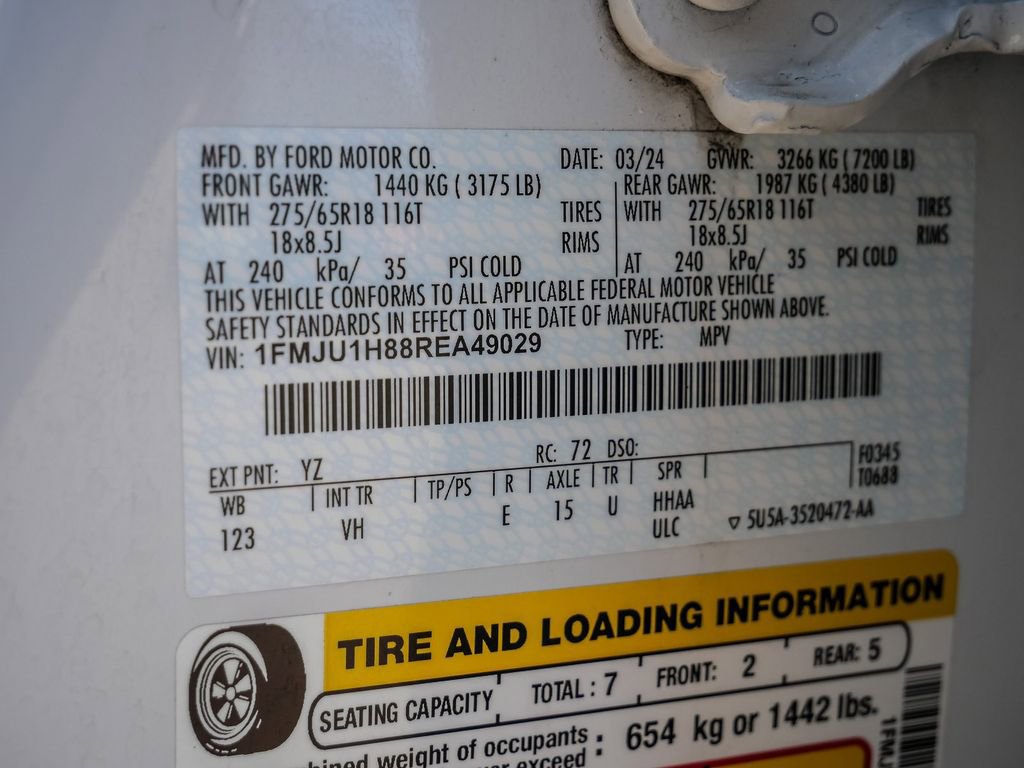 MFD. BY FORD MOTOR CO. DATE: 03/24 GVWR: 3266 KG ( 7200 LB)
FRONT GAWR: 1440 KG ( 3175 LB) REAR GAWR: 1987 KG ( 4380 LB)
WITH 275/65R18 116T TIRES WITH 275/65R18 116T TIRES
18x8.5J RIMS 18x8.5J RIMS
AT 240 kPa/ 35 PSI COLD AT 240 kPa/ 35 PSI COLD
THIS VEHICLE CONFORMS TO ALL APPLICABLE FEDERAL MOTOR VEHICLE
SAFETY STANDARDS IN EFFECT ON THE DATE OF MANUFACTURE SHOWN ABOVE.
VIN: 1FMJU1H88REA49029 TYPE: MPV
EXT PNT: YZ RC: 72 DSO: F0345
WB INT TR TP/PS R AXLE TR SPR T0688
123 VH E 15 U HHAA
ULC ▽ 5U5A-3520472-AA
TIRE AND LOADING INFORMATION
SEATING CAPACITY TOTAL : 7 FRONT: 2 REAR: 5
weight of occupants : 654 kg or 1442 lbs.
exceed
1FMJ